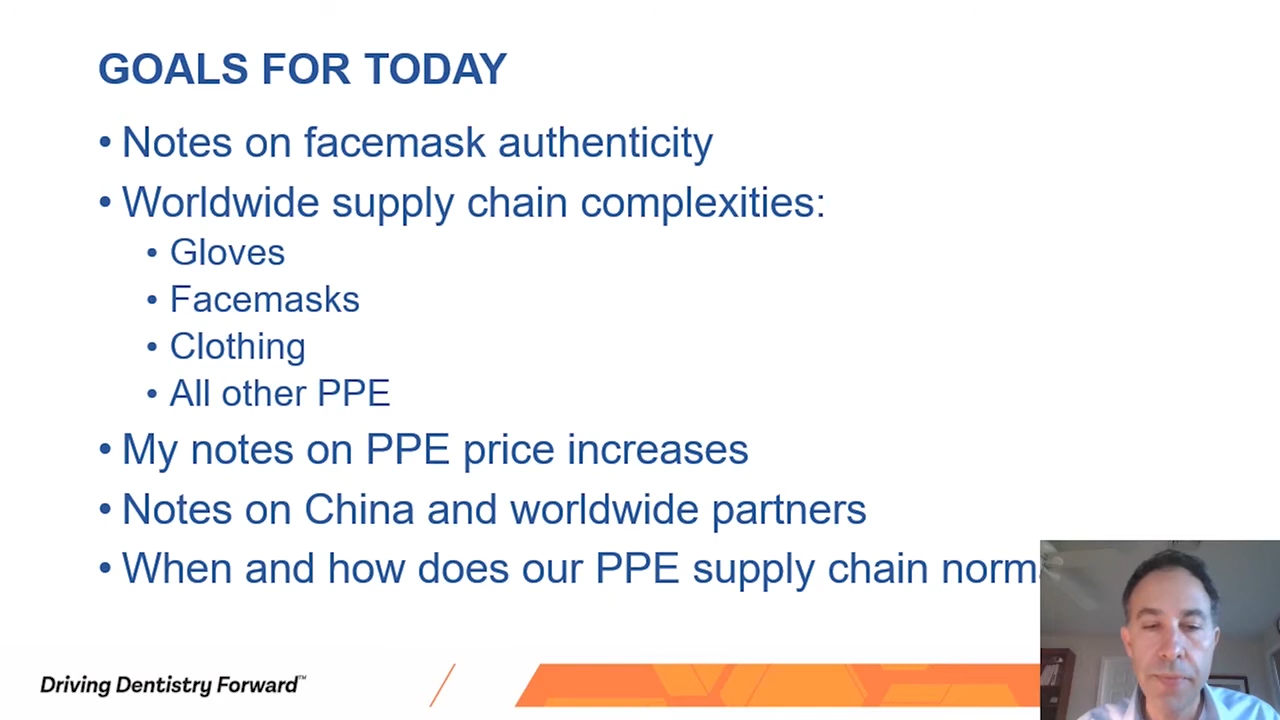 GOALS FOR TODAY
• Notes on facemask authenticity
• Worldwide supply chain complexities:
• Gloves
• Facemasks
• Clothing
• All other PPE
• My notes on PPE price increases
• Notes on China and worldwide partners
• When and how does our PPE supply chain
Driving Dentistry Forward™